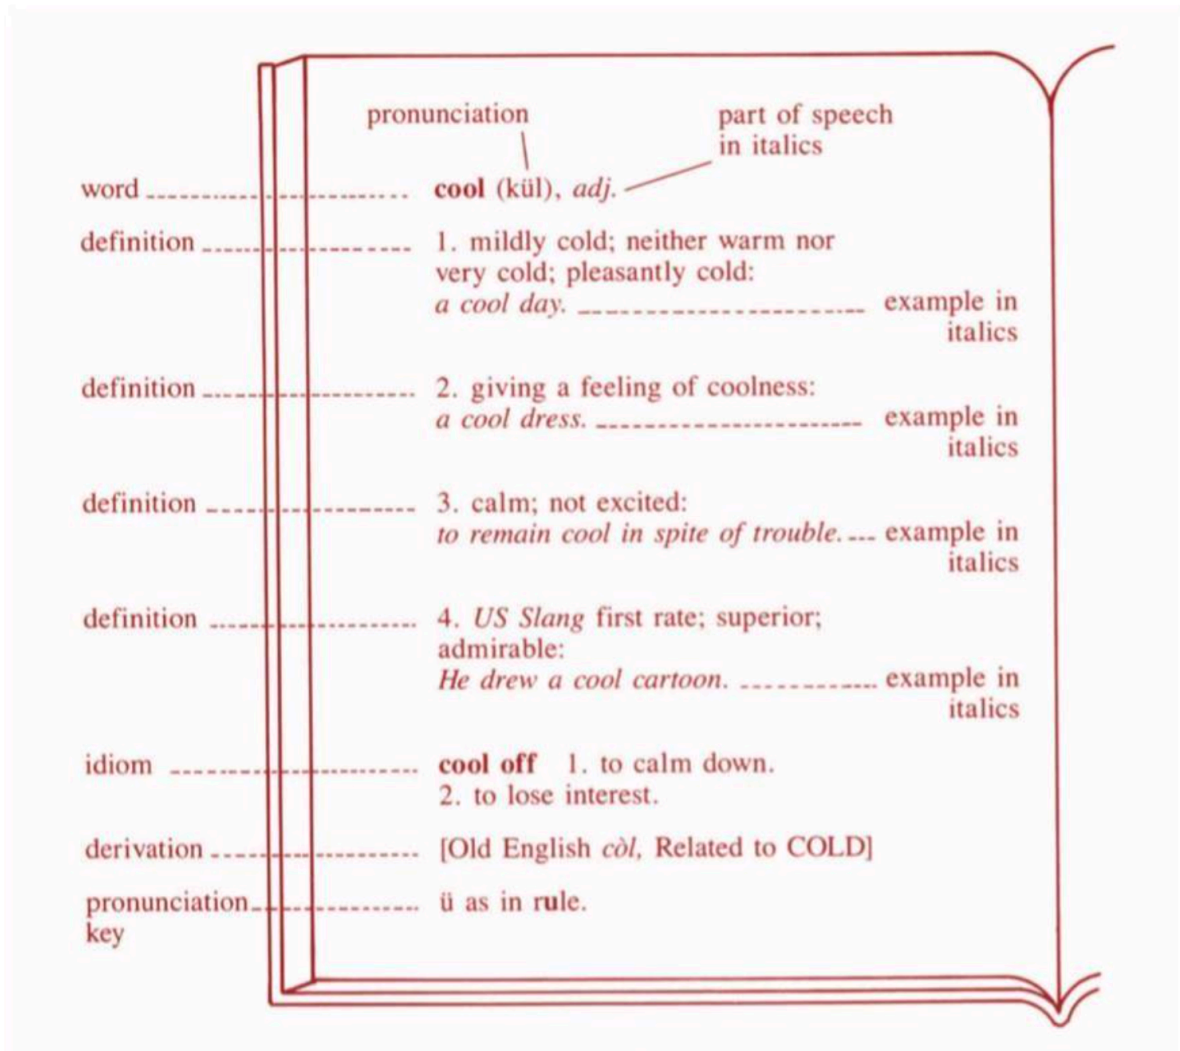 pronunciation part of speech
in italics
word cool (kül), adj.
definition 1. mildly cold; neither warm nor
very cold; pleasantly cold:
a cool day. example in
italics
definition 2. giving a feeling of coolness:
a cool dress. example in
italics
definition 3. calm; not excited:
to remain cool in spite of trouble. example in
italics
definition 4. US Slang first rate; superior;
admirable:
He drew a cool cartoon. example in
italics
idiom cool off 1. to calm down.
2. to lose interest.
derivation [Old English còl, Related to COLD]
pronunciation ü as in rule.
key